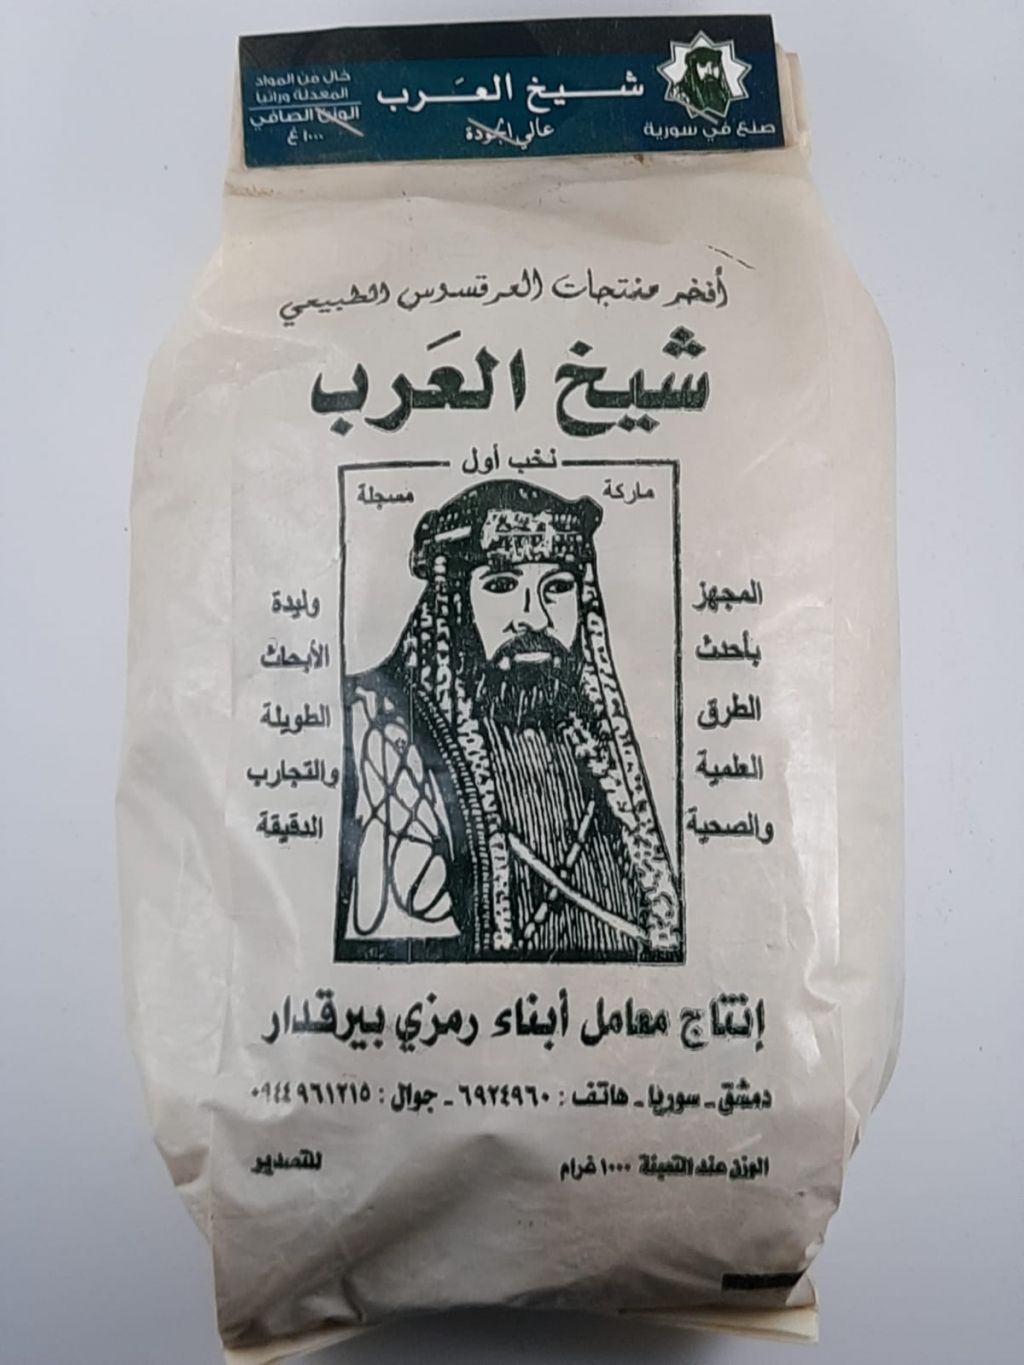 شيخ العَرب
عالي الجودة
صنع في سورية
خال من المواد
المعدلة وراثيا
الوزن الصافي
١٠٠٠ غ
أفخر منتجات العرقسوس الطبيعي
شيخ العَرب
نخب أول
ماركة مسجلة
المجهز
بأحدث
الطرق
العلمية
والصحية
وليدة
الأبحاث
الطويلة
والتجارب
الدقيقة
إنتاج معامل أبناء رمزي بيرقدار
دمشق - سوريا - هاتف : ٦٩٢٤٩٦٠ - جوال : ٠٩٤٤٩٦١٢١٥
الوزن عند التعبئة ١٠٠٠ غرام
للتصدير